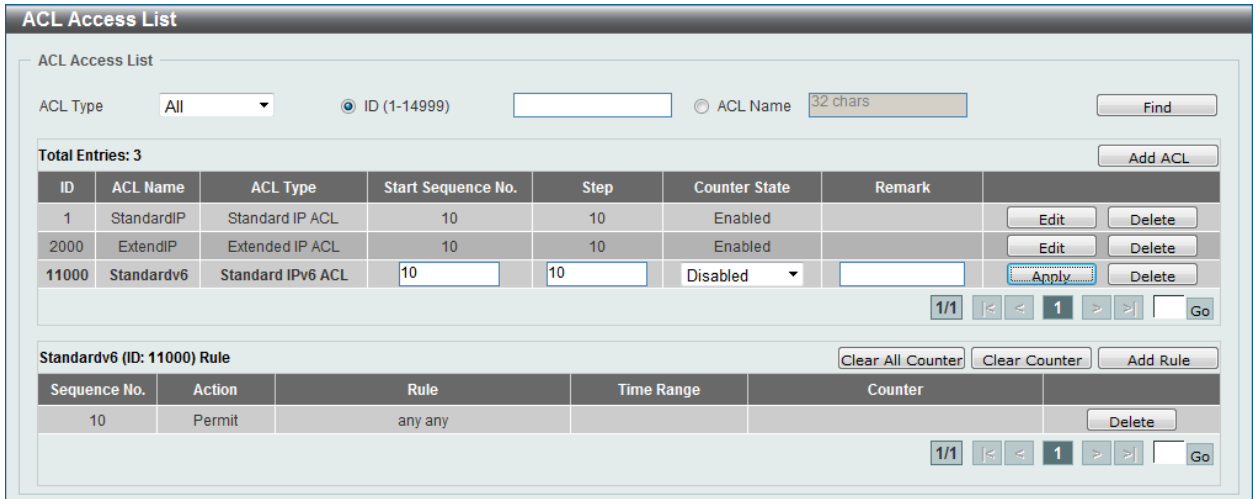 ACL Access List
ACL Access List
ACL Type All ID (1-14999) ACL Name 32 chars Find
Total Entries: 3 Add ACL
ID ACL Name ACL Type Start Sequence No. Step Counter State Remark
1 StandardIP Standard IP ACL 10 10 Enabled Edit Delete
2000 ExtendIP Extended IP ACL 10 10 Enabled Edit Delete
11000 Standardv6 Standard IPv6 ACL 10 10 Disabled Apply Delete
1/1 |< < 1 > >| Go
Standardv6 (ID: 11000) Rule Clear All Counter Clear Counter Add Rule
Sequence No. Action Rule Time Range Counter
10 Permit any any Delete
1/1 |< < 1 > >| Go